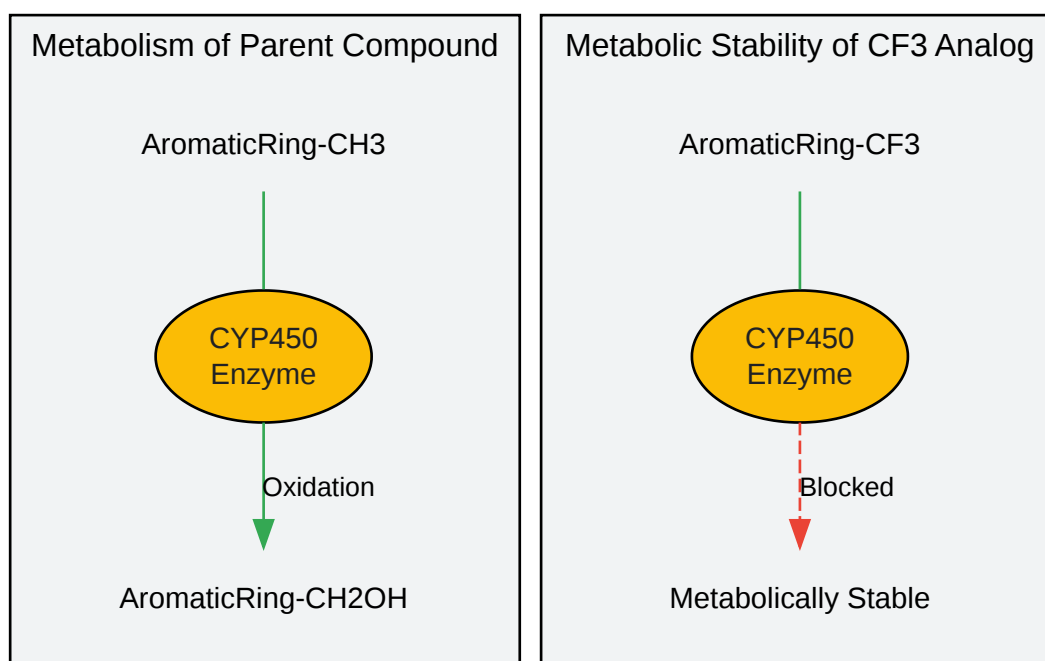 Metabolism of Parent Compound
AromaticRing-CH3
CYP450
Enzyme
Oxidation
AromaticRing-CH2OH
Metabolic Stability of CF3 Analog
AromaticRing-CF3
CYP450
Enzyme
Blocked
Metabolically Stable